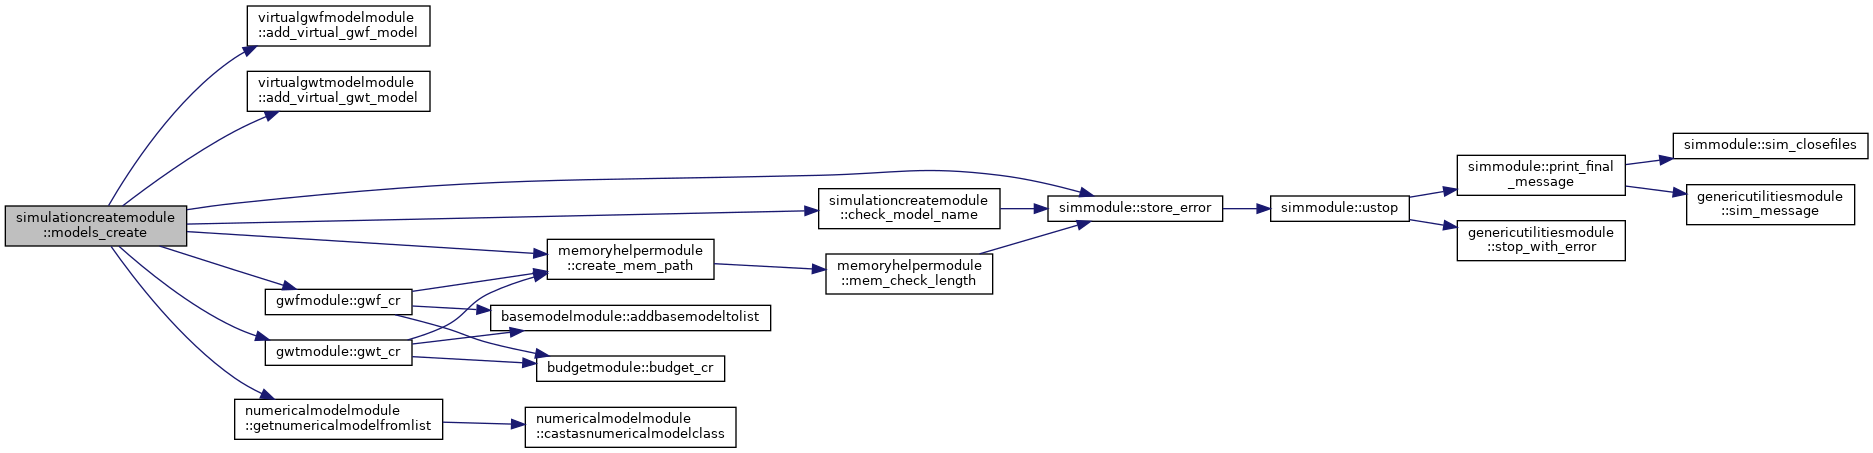 virtualgwfmodelmodule
::add_virtual_gwf_model
virtualgwtmodelmodule
::add_virtual_gwt_model
simulationcreatemodule
::models_create
simulationcreatemodule
::check_model_name
memoryhelpermodule
::create_mem_path
gwfmodule::gwf_cr
gwtmodule::gwt_cr
numericalmodelmodule
::getnumericalmodelfromlist
memoryhelpermodule
::mem_check_length
basemodelmodule::addbasemodeltolist
budgetmodule::budget_cr
numericalmodelmodule
::castasnumericalmodelclass
simmodule::store_error
simmodule::ustop
simmodule::print_final
_message
genericutilitiesmodule
::stop_with_error
simmodule::sim_closefiles
genericutilitiesmodule
::sim_message